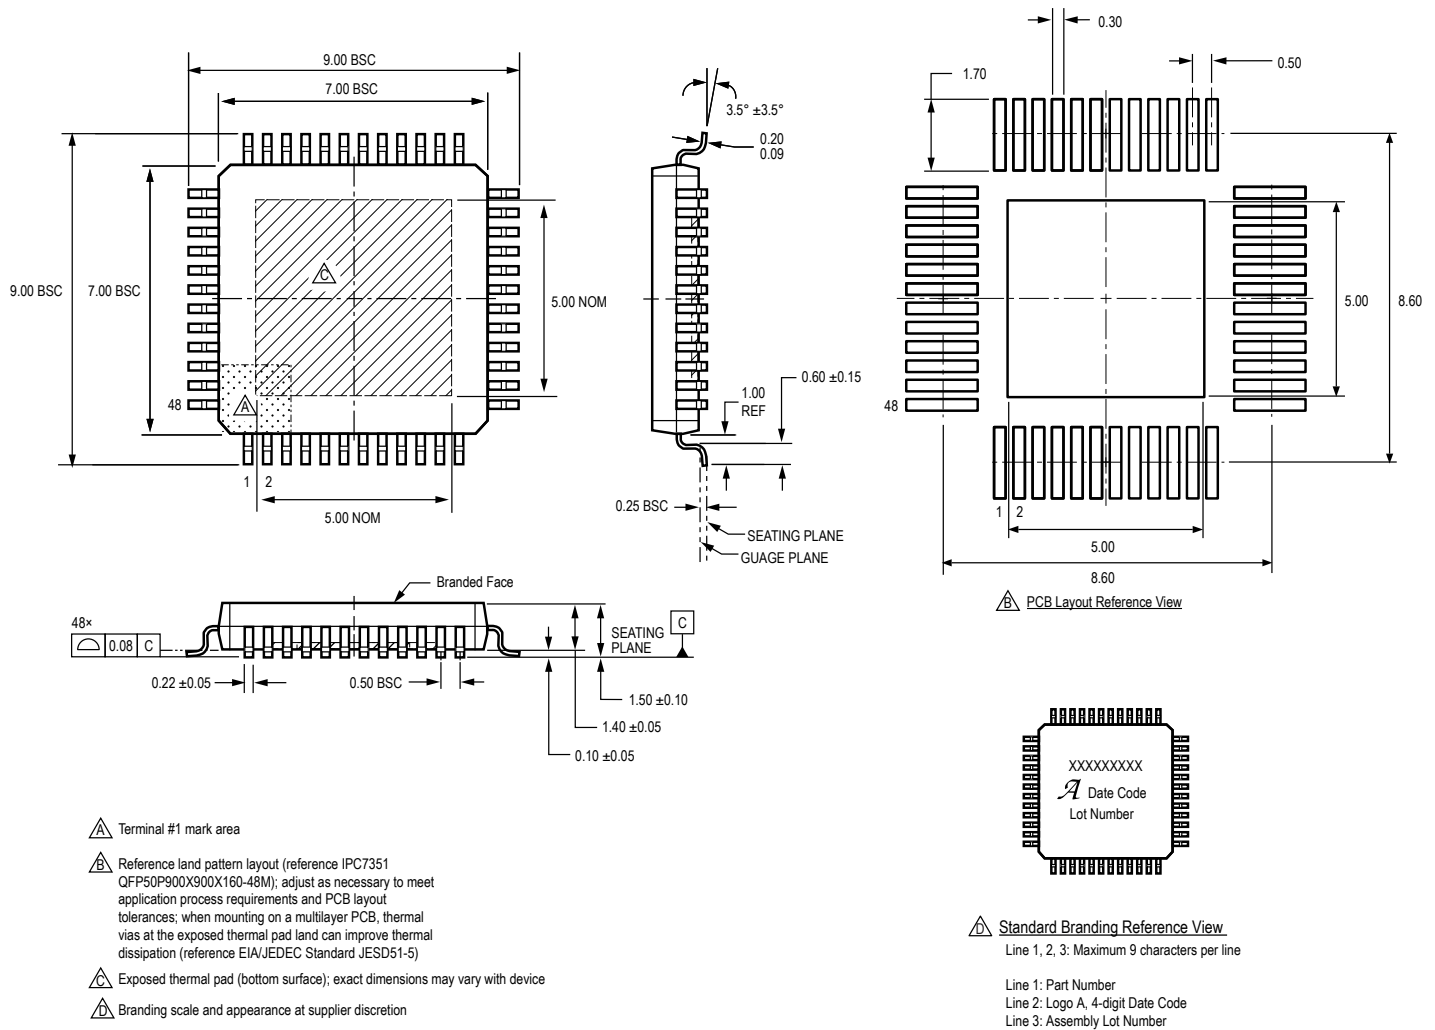 9.00 BSC
7.00 BSC
9.00 BSC
7.00 BSC
C
5.00 NOM
A
48
1 2
5.00 NOM
3.5° ±3.5°
0.20
0.09
0.60 ±0.15
1.00
REF
0.25 BSC
SEATING PLANE
GUAGE PLANE
0.30
1.70
0.50
5.00
8.60
48
1 2
5.00
8.60
B PCB Layout Reference View
Branded Face
48×
0.08 C
SEATING
PLANE
C
0.22 ±0.05
0.50 BSC
1.50 ±0.10
1.40 ±0.05
0.10 ±0.05
XXXXXXXXX
A Date Code
Lot Number
A Terminal #1 mark area
B Reference land pattern layout (reference IPC7351
QFP50P900X900X160-48M); adjust as necessary to meet
application process requirements and PCB layout
tolerances; when mounting on a multilayer PCB, thermal
vias at the exposed thermal pad land can improve thermal
dissipation (reference EIA/JEDEC Standard JESD51-5)
C Exposed thermal pad (bottom surface); exact dimensions may vary with device
D Branding scale and appearance at supplier discretion
D Standard Branding Reference View
Line 1, 2, 3: Maximum 9 characters per line
Line 1: Part Number
Line 2: Logo A, 4-digit Date Code
Line 3: Assembly Lot Number